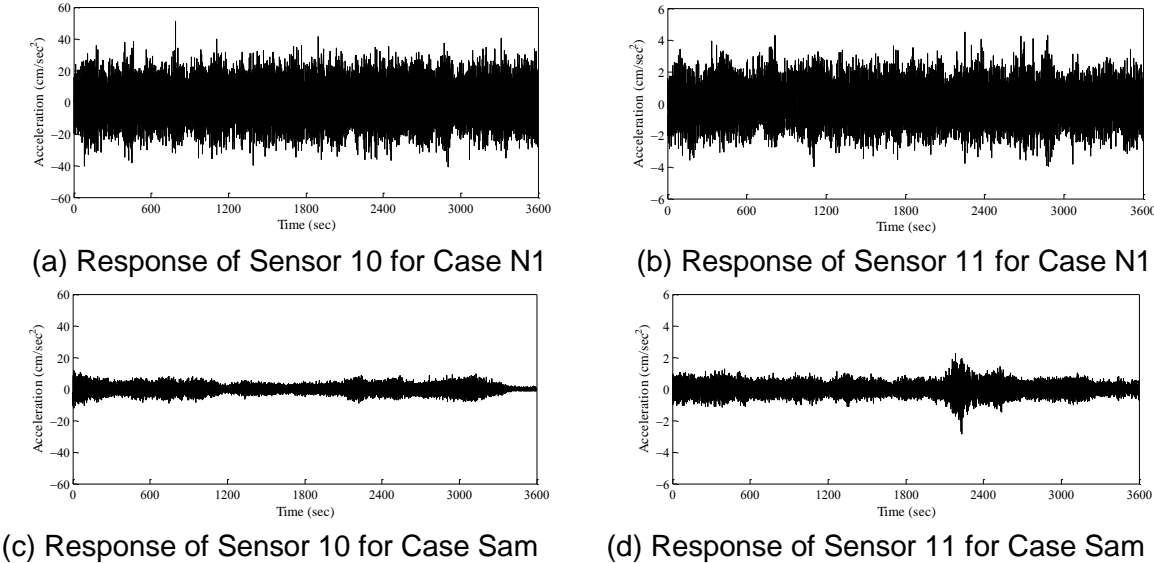 60
40
20
0
−20
−40
−60
Acceleration (cm/sec²)
0 600 1200 1800 2400 3000 3600
Time (sec)
(a) Response of Sensor 10 for Case N1
6
4
2
0
−2
−4
−6
Acceleration (cm/sec²)
0 600 1200 1800 2400 3000 3600
Time (sec)
(b) Response of Sensor 11 for Case N1
60
40
20
0
−20
−40
−60
Acceleration (cm/sec²)
0 600 1200 1800 2400 3000 3600
Time (sec)
(c) Response of Sensor 10 for Case Sam
6
4
2
0
−2
−4
−6
Acceleration (cm/sec²)
0 600 1200 1800 2400 3000 3600
Time (sec)
(d) Response of Sensor 11 for Case Sam